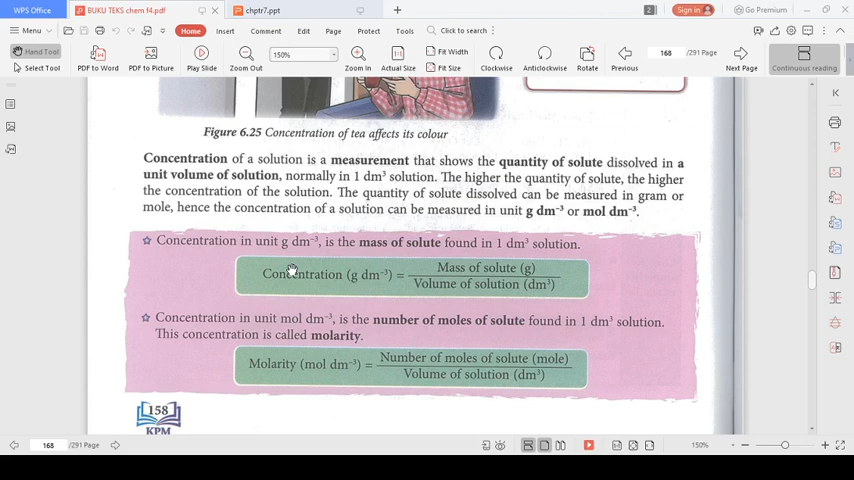 WPS Office
BUKU TEKS chem f4.pdf
chptr7.ppt
2
Sign in
Go Premium
Menu
Home
Insert
Comment
Edit
Page
Protect
Tools
Click to search
Hand Tool
Select Tool
PDF to Word
PDF to Picture
Play Slide
Zoom Out
150%
Zoom In
Actual Size
Fit Width
Fit Size
Clockwise
Anticlockwise
Rotate
Previous
168
/291 Page
Next Page
Continuous reading
Figure 6.25 Concentration of tea affects its colour
Concentration of a solution is a measurement that shows the quantity of solute dissolved in a
unit volume of solution, normally in 1 dm³ solution. The higher the quantity of solute, the higher
the concentration of the solution. The quantity of solute dissolved can be measured in gram or
mole, hence the concentration of a solution can be measured in unit g dm⁻³ or mol dm⁻³.
Concentration in unit g dm⁻³, is the mass of solute found in 1 dm³ solution.
Concentration (g dm⁻³) = Mass of solute (g)
Volume of solution (dm³)
Concentration in unit mol dm⁻³, is the number of moles of solute found in 1 dm³ solution.
This concentration is called molarity.
Molarity (mol dm⁻³) = Number of moles of solute (mole)
Volume of solution (dm³)
158
KPM
168
/291 Page
150%